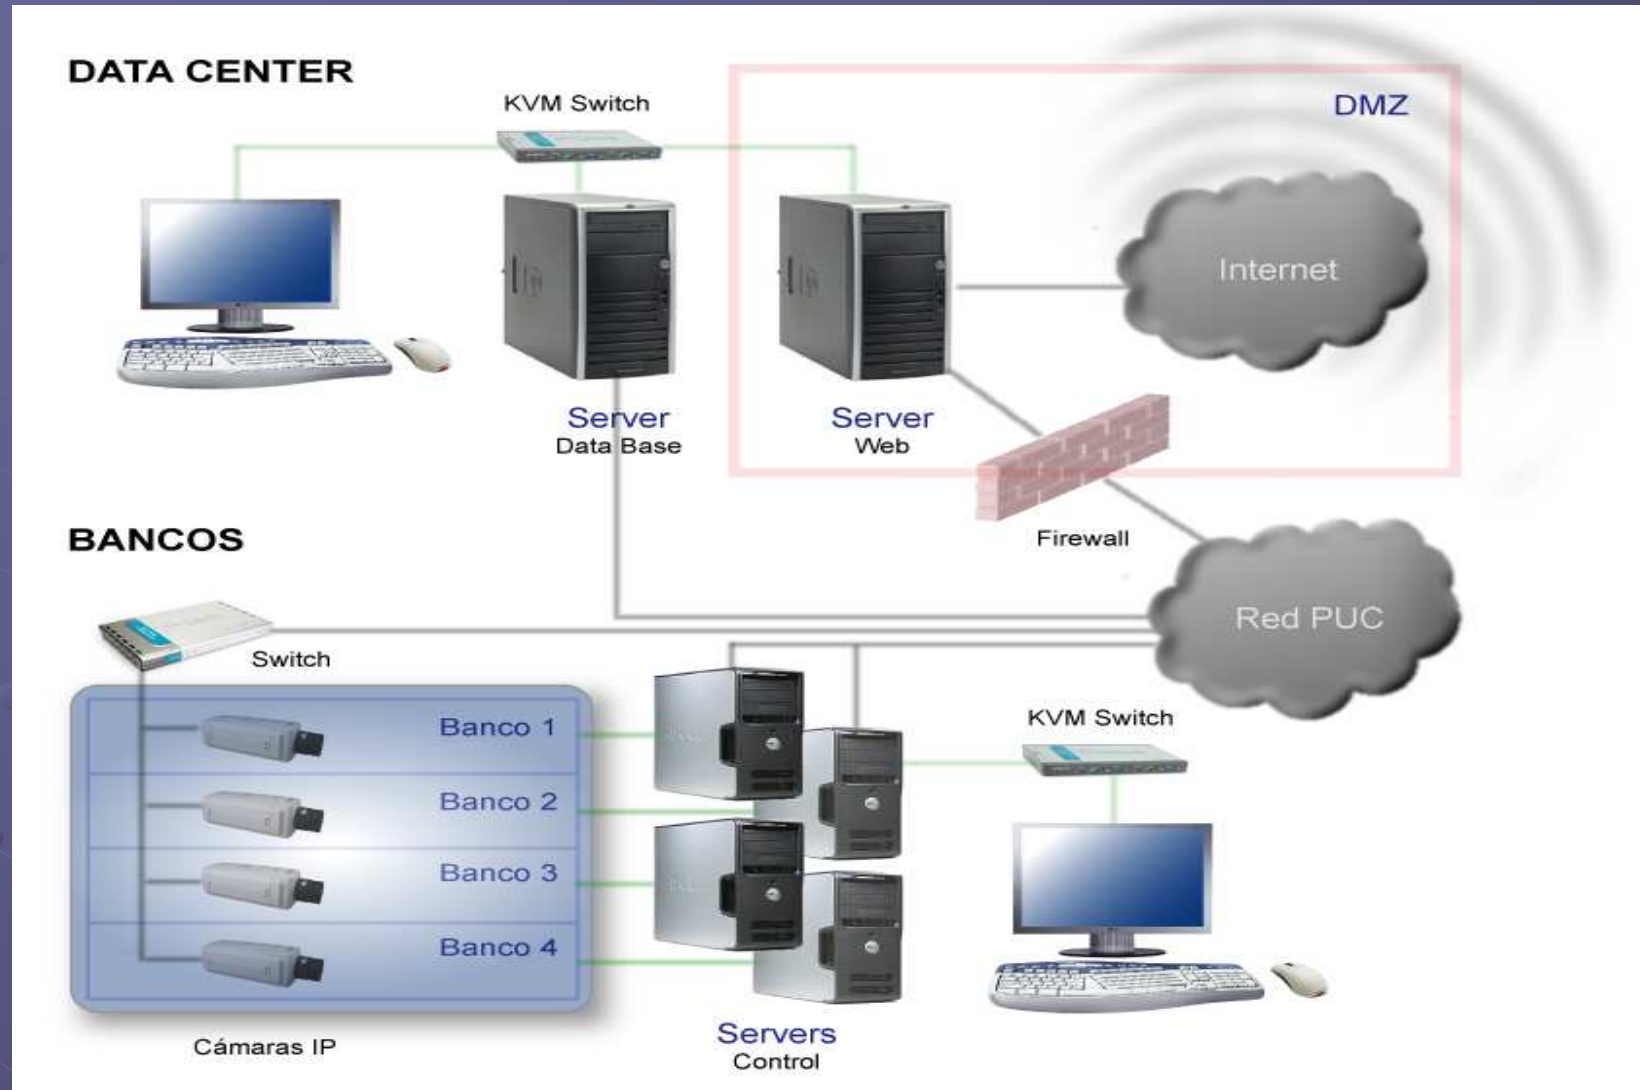 DATA CENTER
KVM Switch
DMZ
Internet
Server
Data Base
Server
Web
Firewall
BANCOS
Red PUC
Switch
KVM Switch
Banco 1
Banco 2
Banco 3
Banco 4
Cámaras IP
Servers
Control